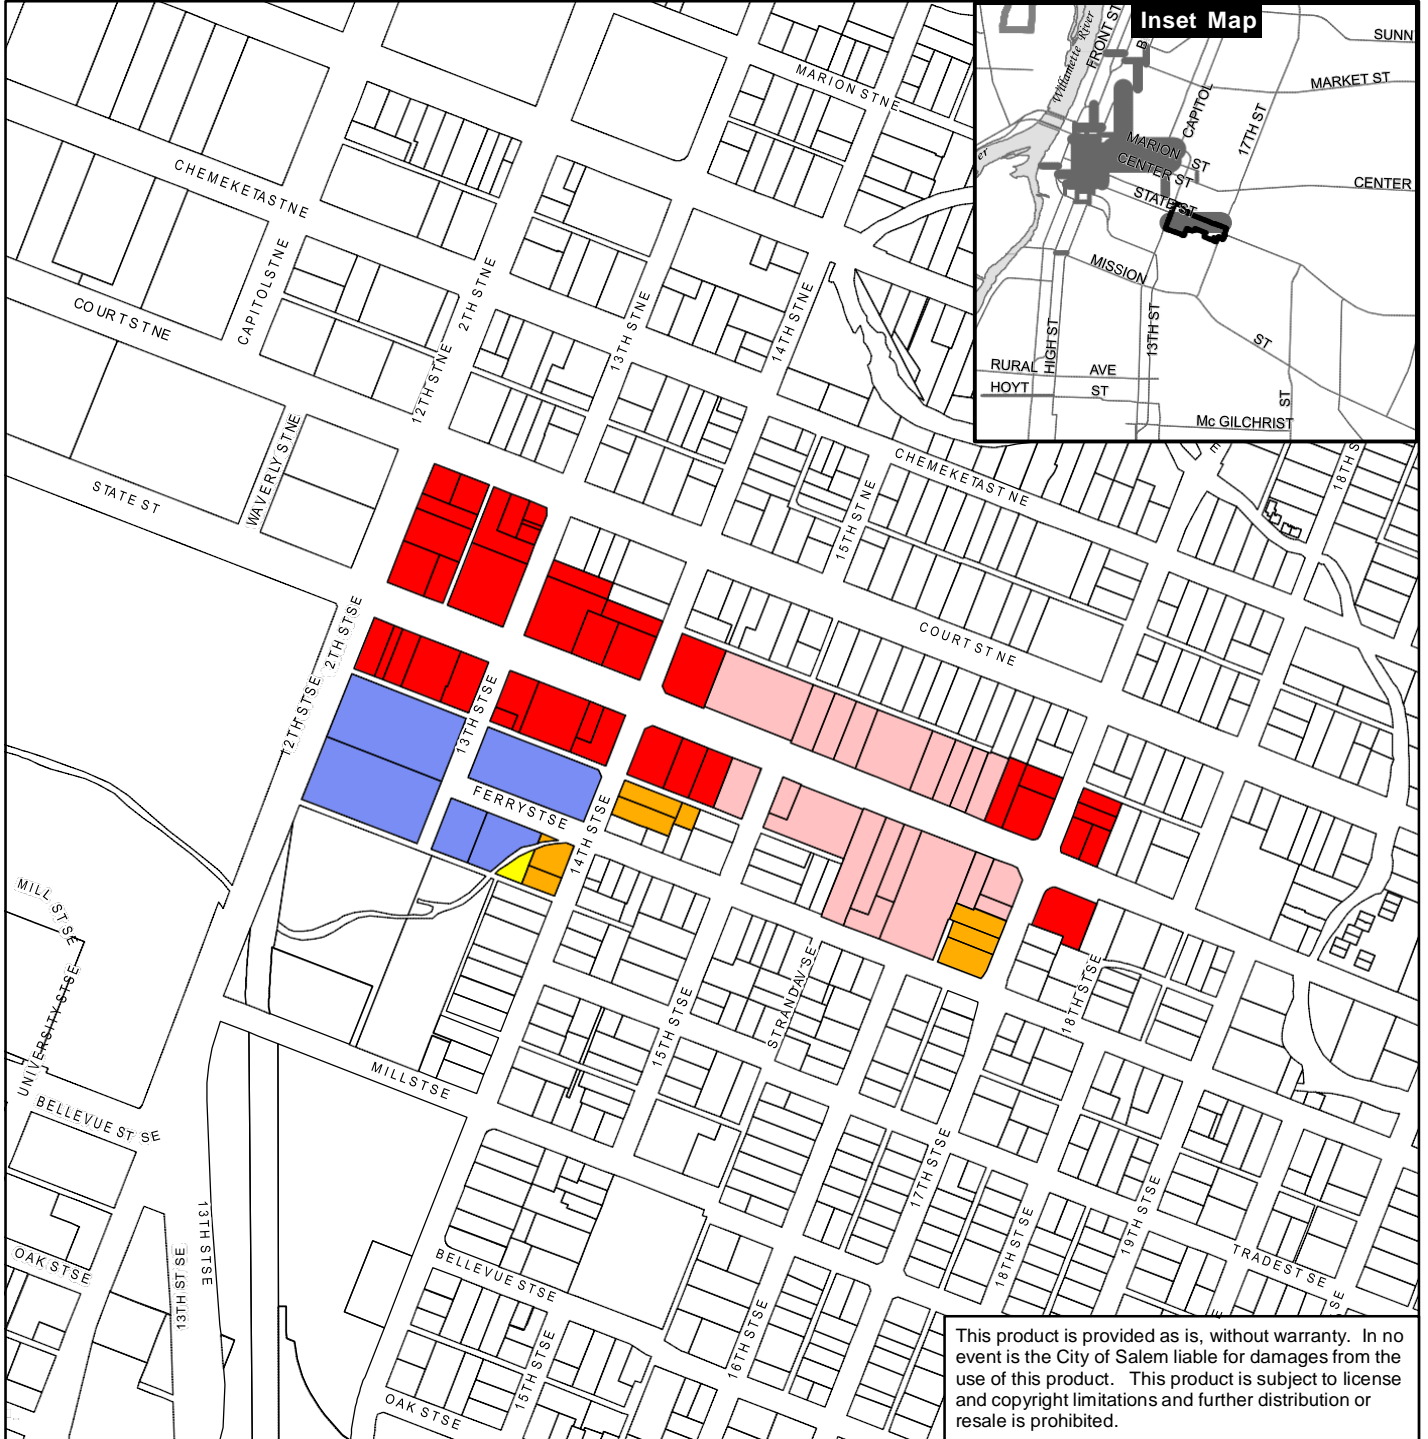 Inset Map
SUNN
Willamette River
FRONT ST
B
MARKET ST
CAPITOL
17TH ST
MARION
ST
CENTER ST
CENTER
STATE ST
er
MISSION
HIGH ST
13TH ST
ST
RURAL
AVE
HOYT
ST
ST
Mc GILCHRIST
MARION ST NE
CHEMEKETA ST NE
CAPITOL ST NE
COURT ST NE
2TH ST NE
12TH ST NE
13TH ST NE
14TH ST NE
WAVERLY ST NE
STATE ST
CHEMEKETA ST NE
15TH ST NE
18TH S
E
COURT ST NE
2TH ST SE
12TH ST SE
13TH ST SE
FERRY ST SE
14TH ST SE
MILL ST SE
UNIVERSITY ST SE
BELLEVUE ST SE
MILL ST SE
15TH ST SE
STRAND AV SE
18TH ST SE
17TH ST SE
18TH ST SE
19TH ST SE
TRADE ST SE
OAK ST SE
13TH ST SE
13TH ST SE
BELLEVUE ST SE
15TH ST SE
16TH ST SE
OAK ST SE
E
SE
This product is provided as is, without warranty. In no
event is the City of Salem liable for damages from the
use of this product. This product is subject to license
and copyright limitations and further distribution or
resale is prohibited.